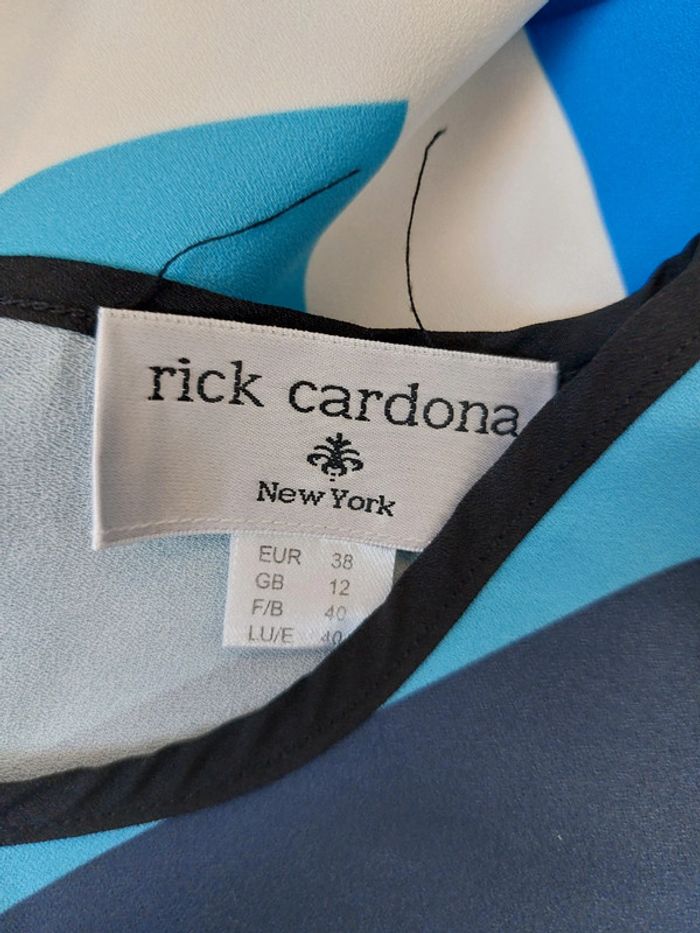 rick cardona
New York
EUR 38
GB 12
F/B 40
LU/E 40